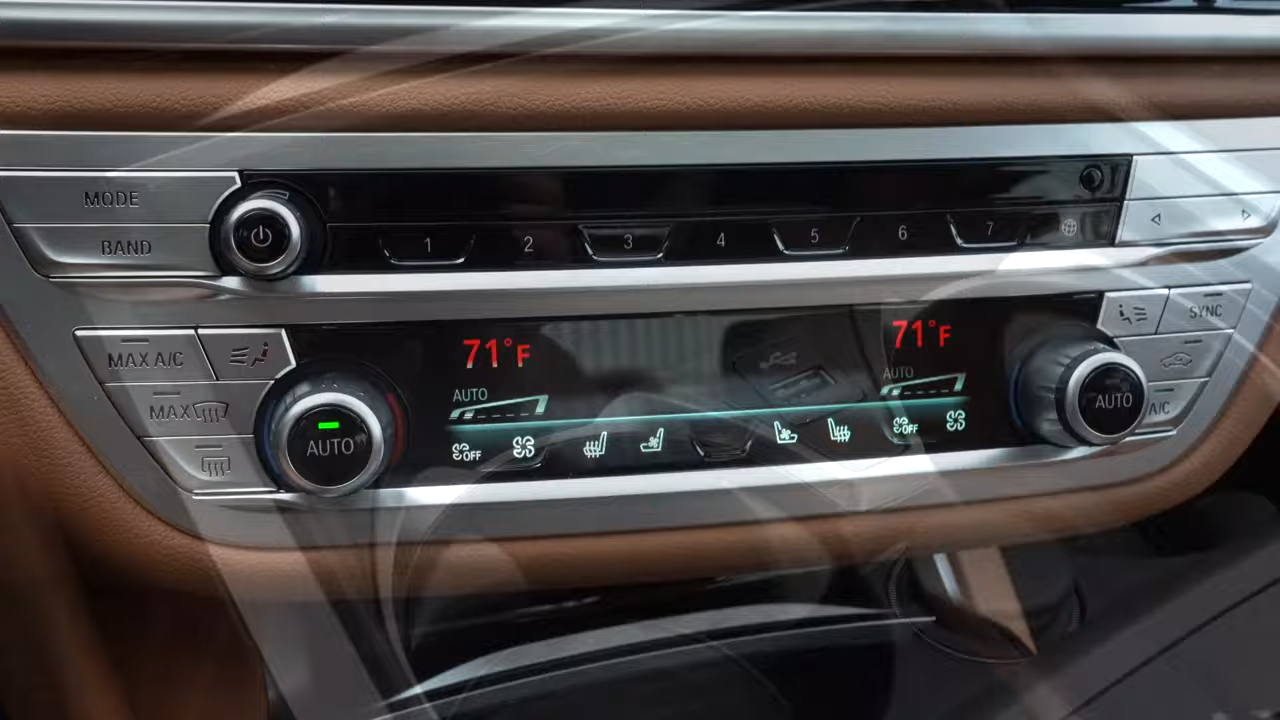 MODE
BAND
1 2 3 4 5 6 7
71°F
71°F
MAX A/C
SYNC
AUTO
AUTO
MAX
AUTO
AUTO
A/C
OFF
OFF